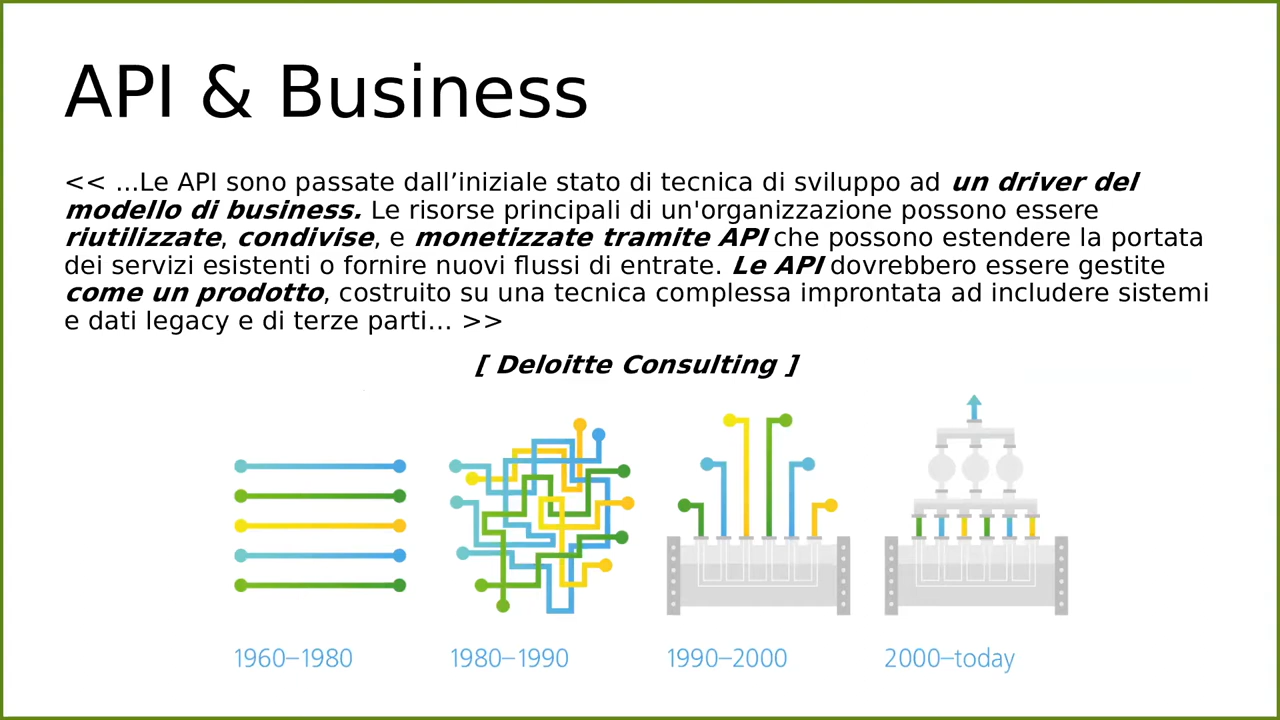 API & Business
<< ...Le API sono passate dall’iniziale stato di tecnica di sviluppo ad un driver del
modello di business. Le risorse principali di un'organizzazione possono essere
riutilizzate, condivise, e monetizzate tramite API che possono estendere la portata
dei servizi esistenti o fornire nuovi flussi di entrate. Le API dovrebbero essere gestite
come un prodotto, costruito su una tecnica complessa improntata ad includere sistemi
e dati legacy e di terze parti... >>
[ Deloitte Consulting ]
1960–1980
1980–1990
1990–2000
2000–today